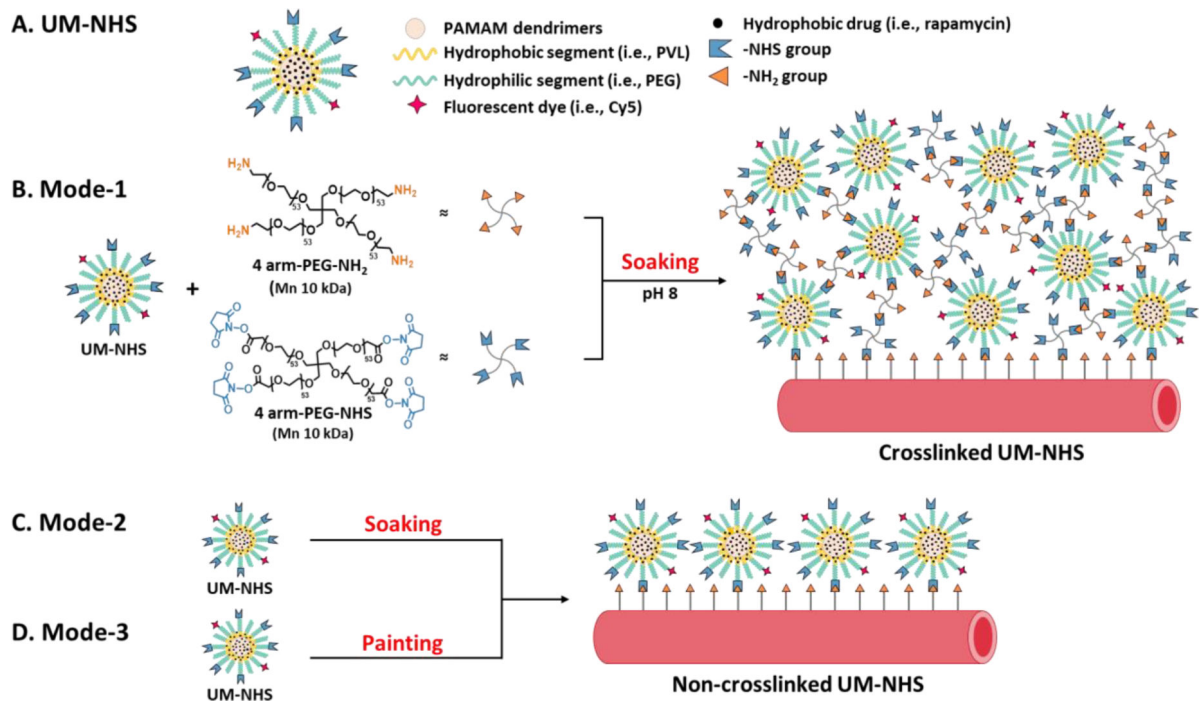 A. UM-NHS
PAMAM dendrimers
Hydrophobic segment (i.e., PVL)
Hydrophilic segment (i.e., PEG)
Fluorescent dye (i.e., Cy5)
Hydrophobic drug (i.e., rapamycin)
-NHS group
-NH₂ group
B. Mode-1
UM-NHS
+
H₂N
O
O
53
53
O
O
NH₂
H₂N
O
O
53
O
O
53
NH₂
4 arm-PEG-NH₂
(Mn 10 kDa)
≈
O
N-O
O
O
O
O
53
O
O
53
O
O-N
O
O
O
N-O
O
O
O
O
53
O
O
53
O
O-N
O
O
4 arm-PEG-NHS
(Mn 10 kDa)
≈
Soaking
pH 8
Crosslinked UM-NHS
C. Mode-2
UM-NHS
Soaking
D. Mode-3
UM-NHS
Painting
Non-crosslinked UM-NHS